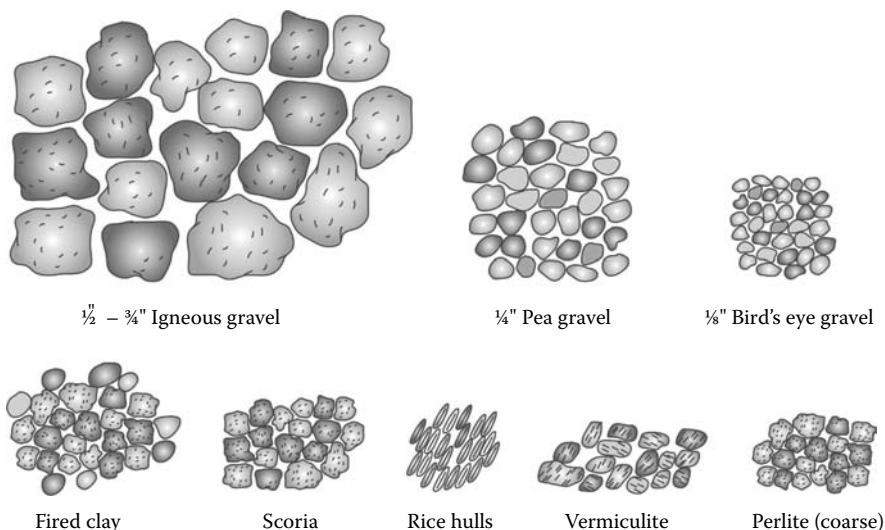 ½" – ¾" Igneous gravel
¼" Pea gravel
⅛" Bird's eye gravel
Fired clay
Scoria
Rice hulls
Vermiculite
Perlite (coarse)